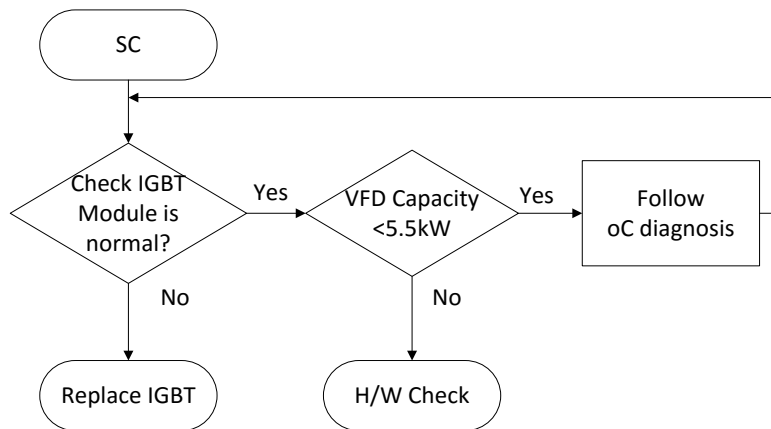 SC
Check IGBT
Module is
normal?
Yes
VFD Capacity
<5.5kW
Yes
Follow
oC diagnosis
No
No
Replace IGBT
H/W Check